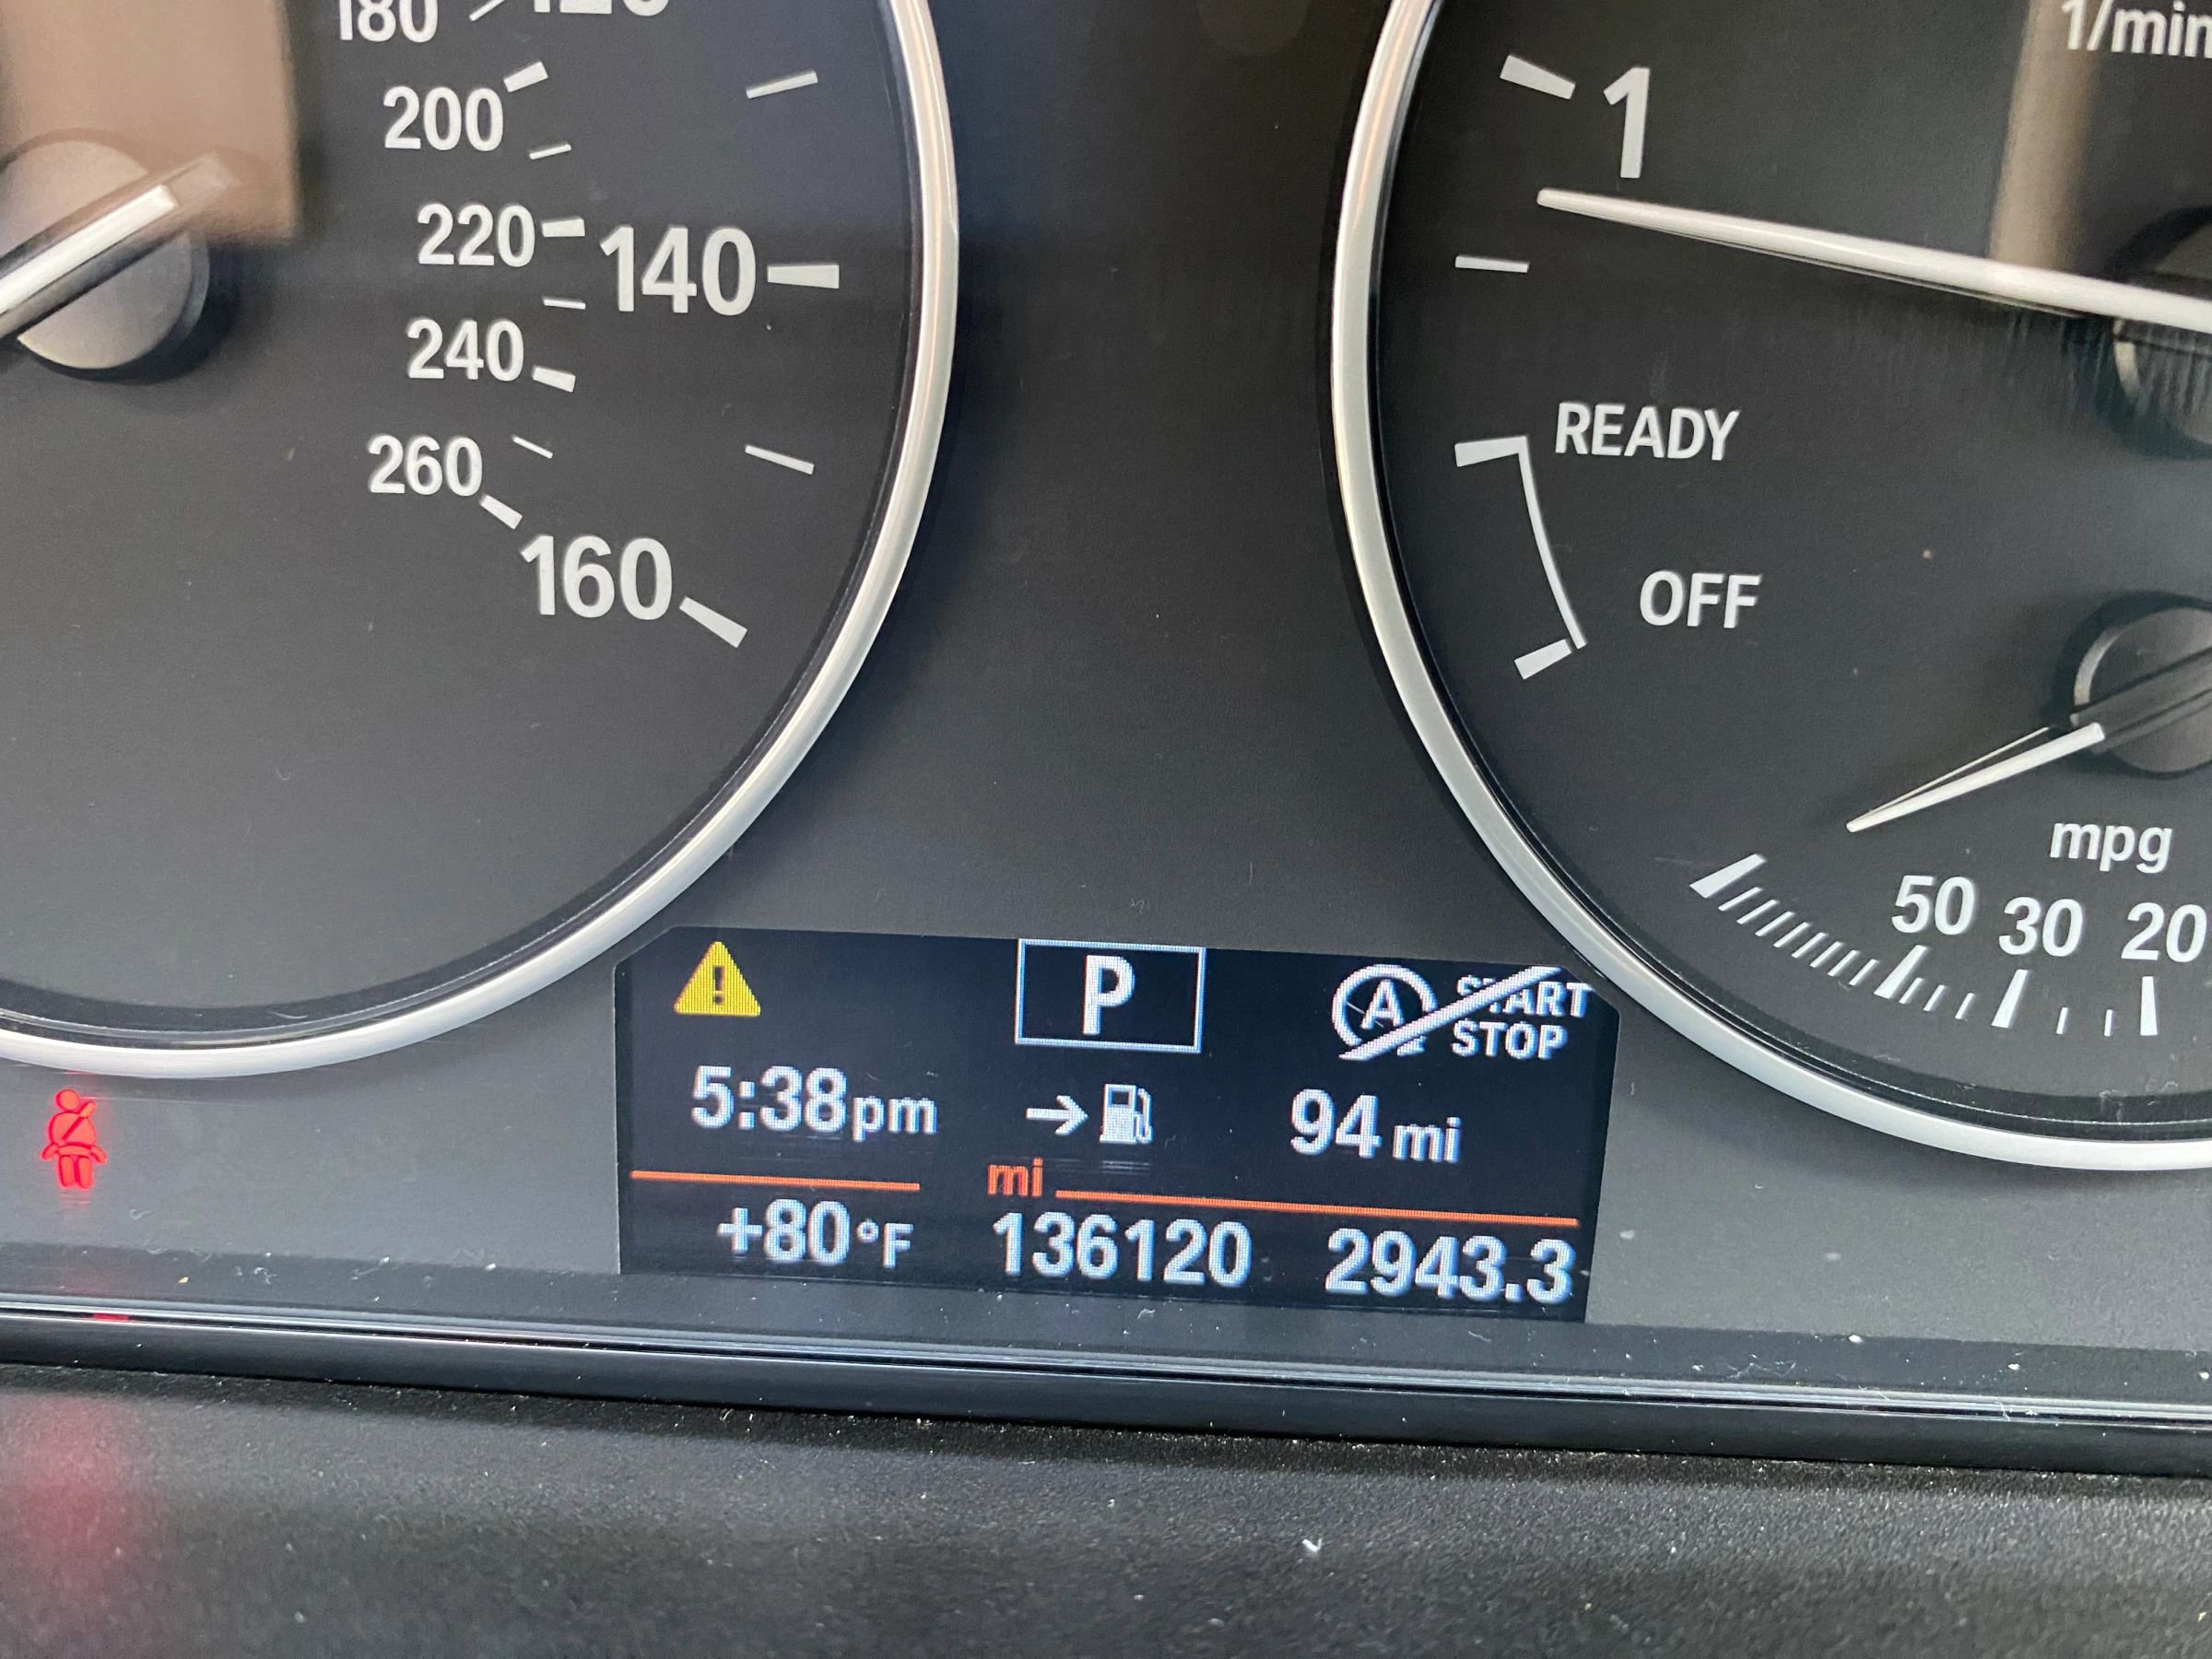 180
120
200
220
140
240
260
160
1/min
1
READY
OFF
mpg
50 30 20
P
A START
STOP
5:38pm
94 mi
mi
+80°F 136120 2943.3